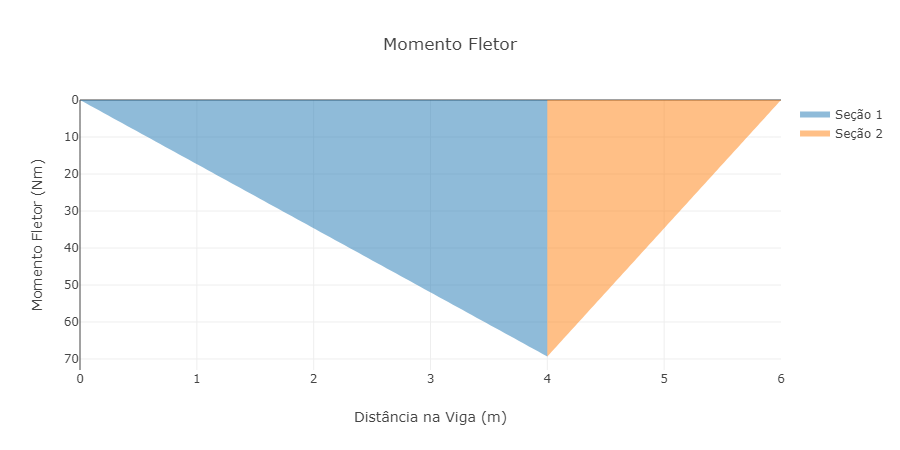 Momento Fletor
Seção 1
Seção 2
Momento Fletor (Nm)
0
10
20
30
40
50
60
70
0 1 2 3 4 5 6
Distância na Viga (m)